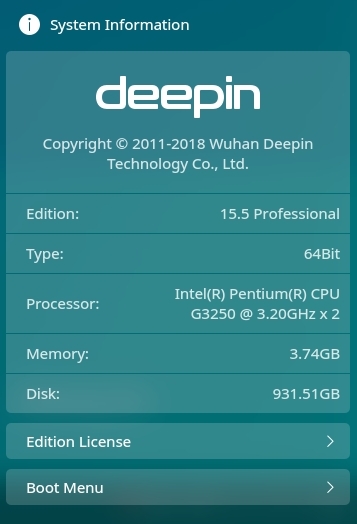 System Information
deepin
Copyright © 2011-2018 Wuhan Deepin
Technology Co., Ltd.
Edition: 15.5 Professional
Type: 64Bit
Processor: Intel(R) Pentium(R) CPU
G3250 @ 3.20GHz x 2
Memory: 3.74GB
Disk: 931.51GB
Edition License
Boot Menu